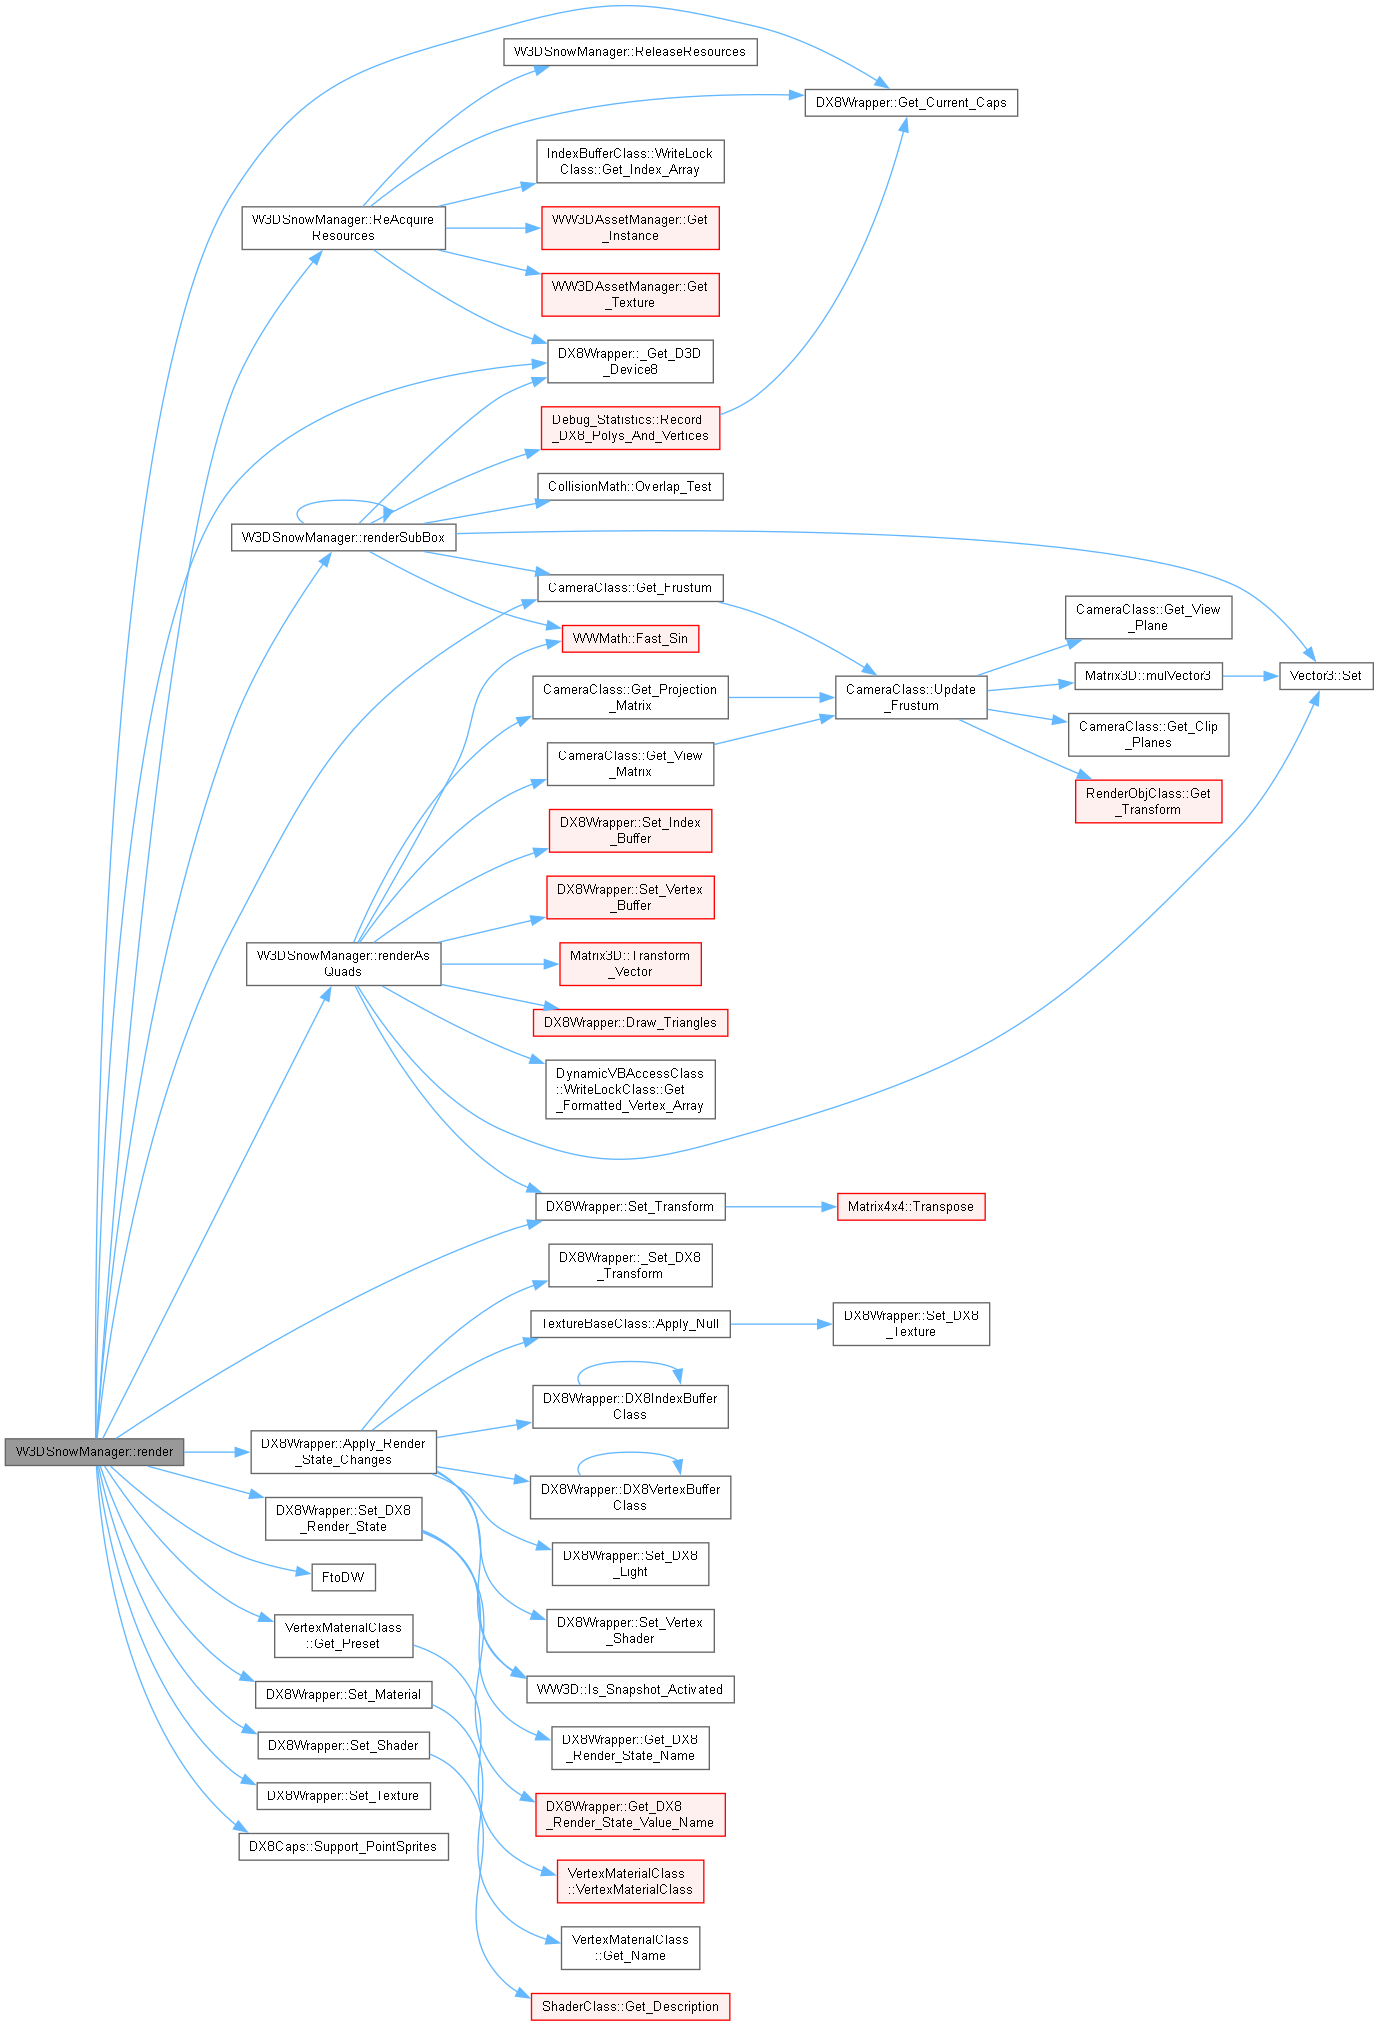 W3DSnowManager::ReleaseResources
DX8Wrapper::Get_Current_Caps
IndexBufferClass::WriteLock
Class::Get_Index_Array
W3DSnowManager::ReAcquire
Resources
WW3DAssetManager::Get
_Instance
WW3DAssetManager::Get
_Texture
DX8Wrapper::_Get_D3D
_Device8
Debug_Statistics::Record
_DX8_Polys_And_Vertices
CollisionMath::Overlap_Test
W3DSnowManager::renderSubBox
CameraClass::Get_Frustum
WWMath::Fast_Sin
CameraClass::Get_View
_Plane
CameraClass::Get_Projection
_Matrix
CameraClass::Update
_Frustum
Matrix3D::mulVector3
Vector3::Set
CameraClass::Get_Clip
_Planes
CameraClass::Get_View
_Matrix
RenderObjClass::Get
_Transform
DX8Wrapper::Set_Index
_Buffer
DX8Wrapper::Set_Vertex
_Buffer
W3DSnowManager::renderAs
Quads
Matrix3D::Transform
_Vector
DX8Wrapper::Draw_Triangles
DynamicVBAccessClass
::WriteLockClass::Get
_Formatted_Vertex_Array
DX8Wrapper::Set_Transform
Matrix4x4::Transpose
DX8Wrapper::_Set_DX8
_Transform
TextureBaseClass::Apply_Null
DX8Wrapper::Set_DX8
_Texture
DX8Wrapper::DX8IndexBuffer
Class
W3DSnowManager::render
DX8Wrapper::Apply_Render
_State_Changes
DX8Wrapper::DX8VertexBuffer
Class
DX8Wrapper::Set_DX8
_Render_State
DX8Wrapper::Set_DX8
_Light
FtoDW
VertexMaterialClass
::Get_Preset
DX8Wrapper::Set_Vertex
_Shader
DX8Wrapper::Set_Material
WW3D::Is_Snapshot_Activated
DX8Wrapper::Set_Shader
DX8Wrapper::Get_DX8
_Render_State_Name
DX8Wrapper::Set_Texture
DX8Wrapper::Get_DX8
_Render_State_Value_Name
DX8Caps::Support_PointSprites
VertexMaterialClass
::VertexMaterialClass
VertexMaterialClass
::Get_Name
ShaderClass::Get_Description